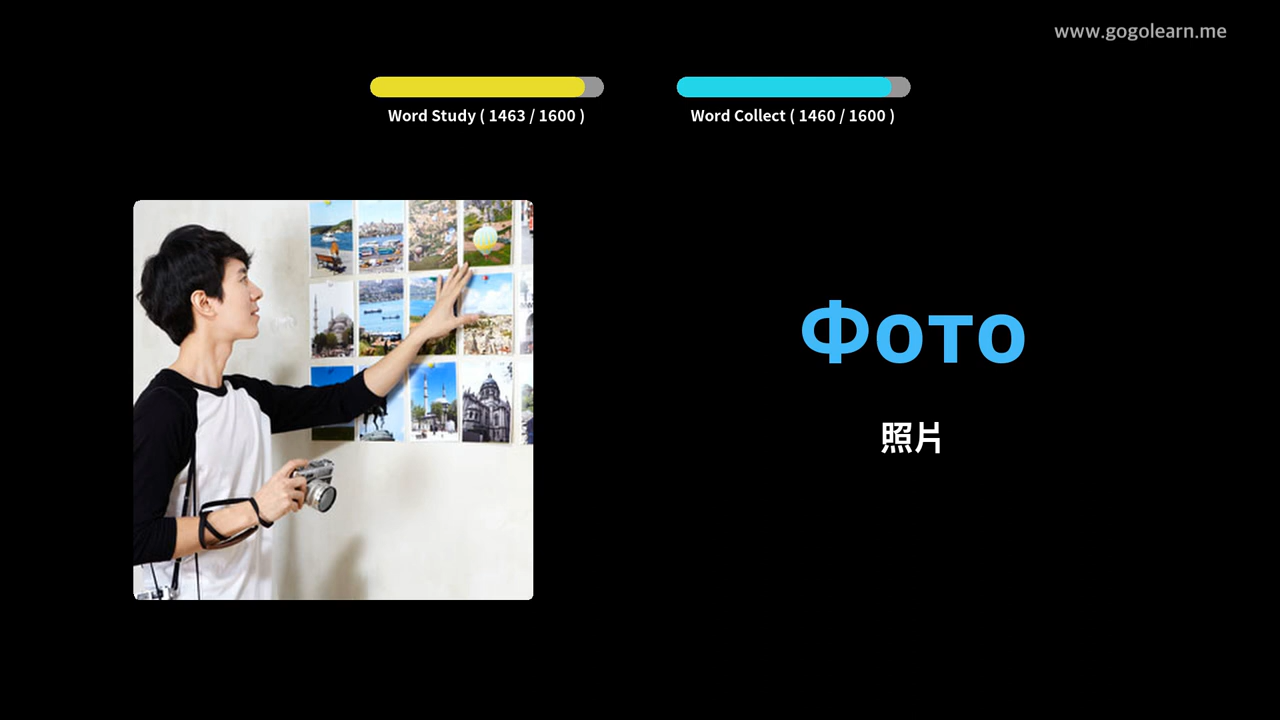 www.gogolearn.me
Word Study ( 1463 / 1600 )
Word Collect ( 1460 / 1600 )
Фото
照片